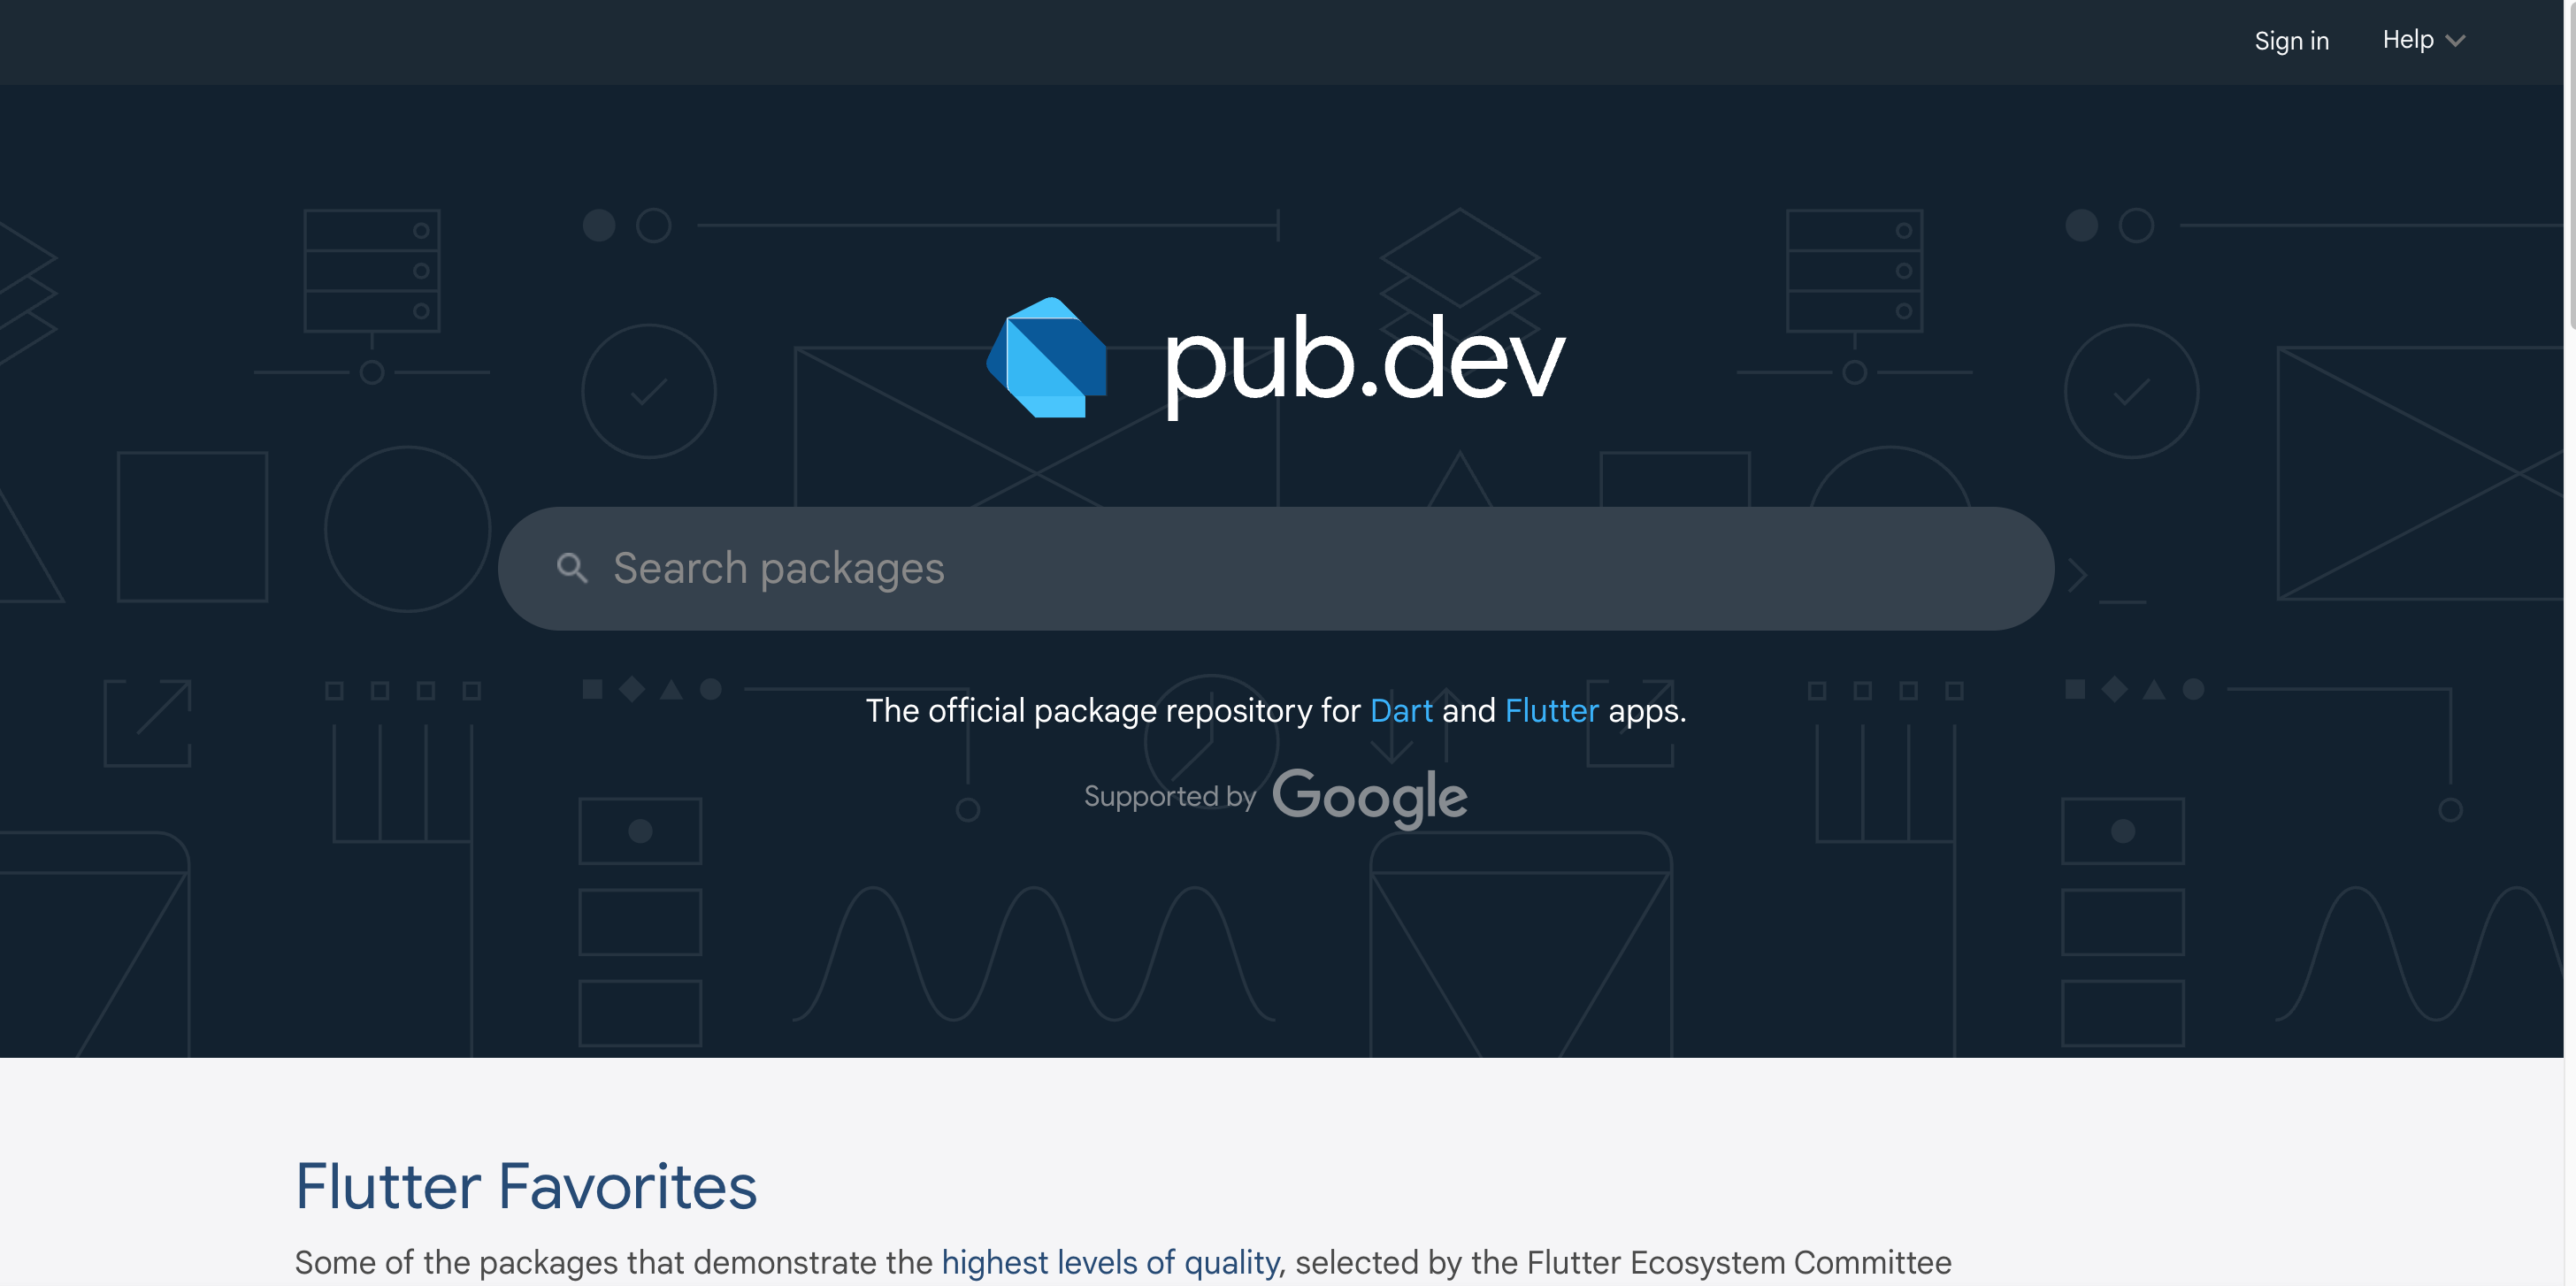 Sign in Help
pub.dev
Search packages
The official package repository for Dart and Flutter apps.
Supported by Google
Flutter Favorites
Some of the packages that demonstrate the highest levels of quality, selected by the Flutter Ecosystem Committee